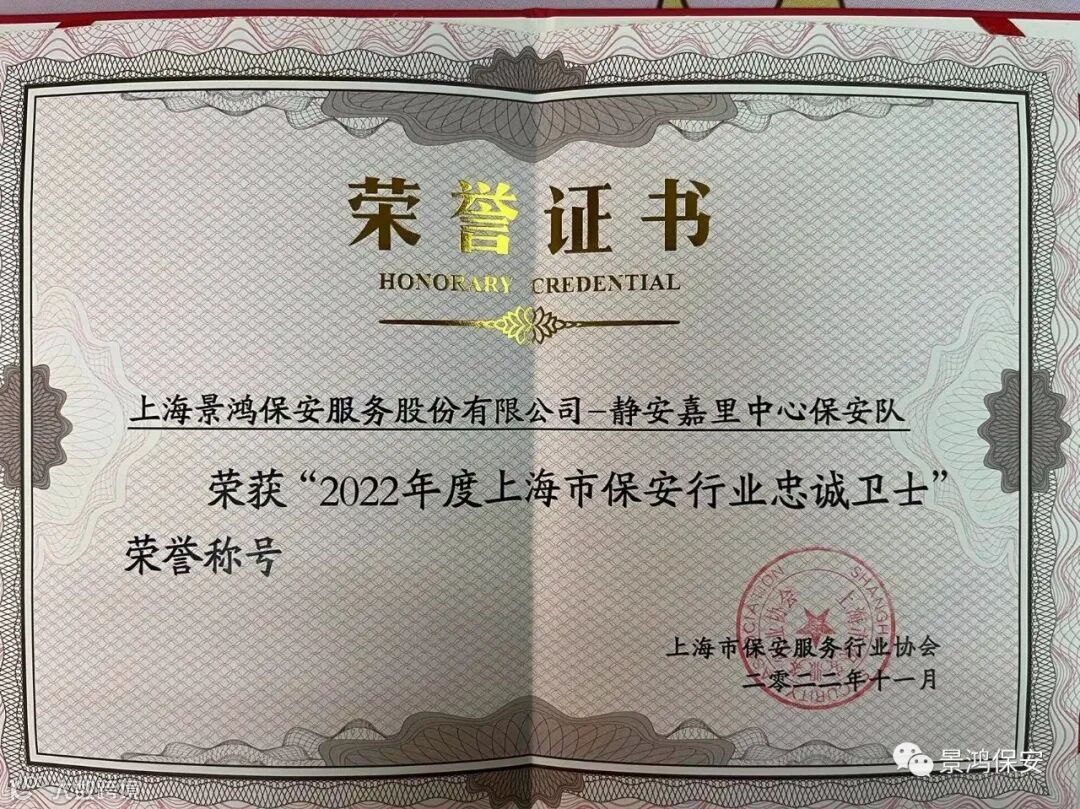 荣誉证书
HONORARY CREDENTIAL
上海景鸿保安服务股份有限公司-静安嘉里中心保安队
荣获“2022年度上海市保安行业忠诚卫士”
荣誉称号
上海市保安服务行业协会
二零二二年十一月
景鸿保安